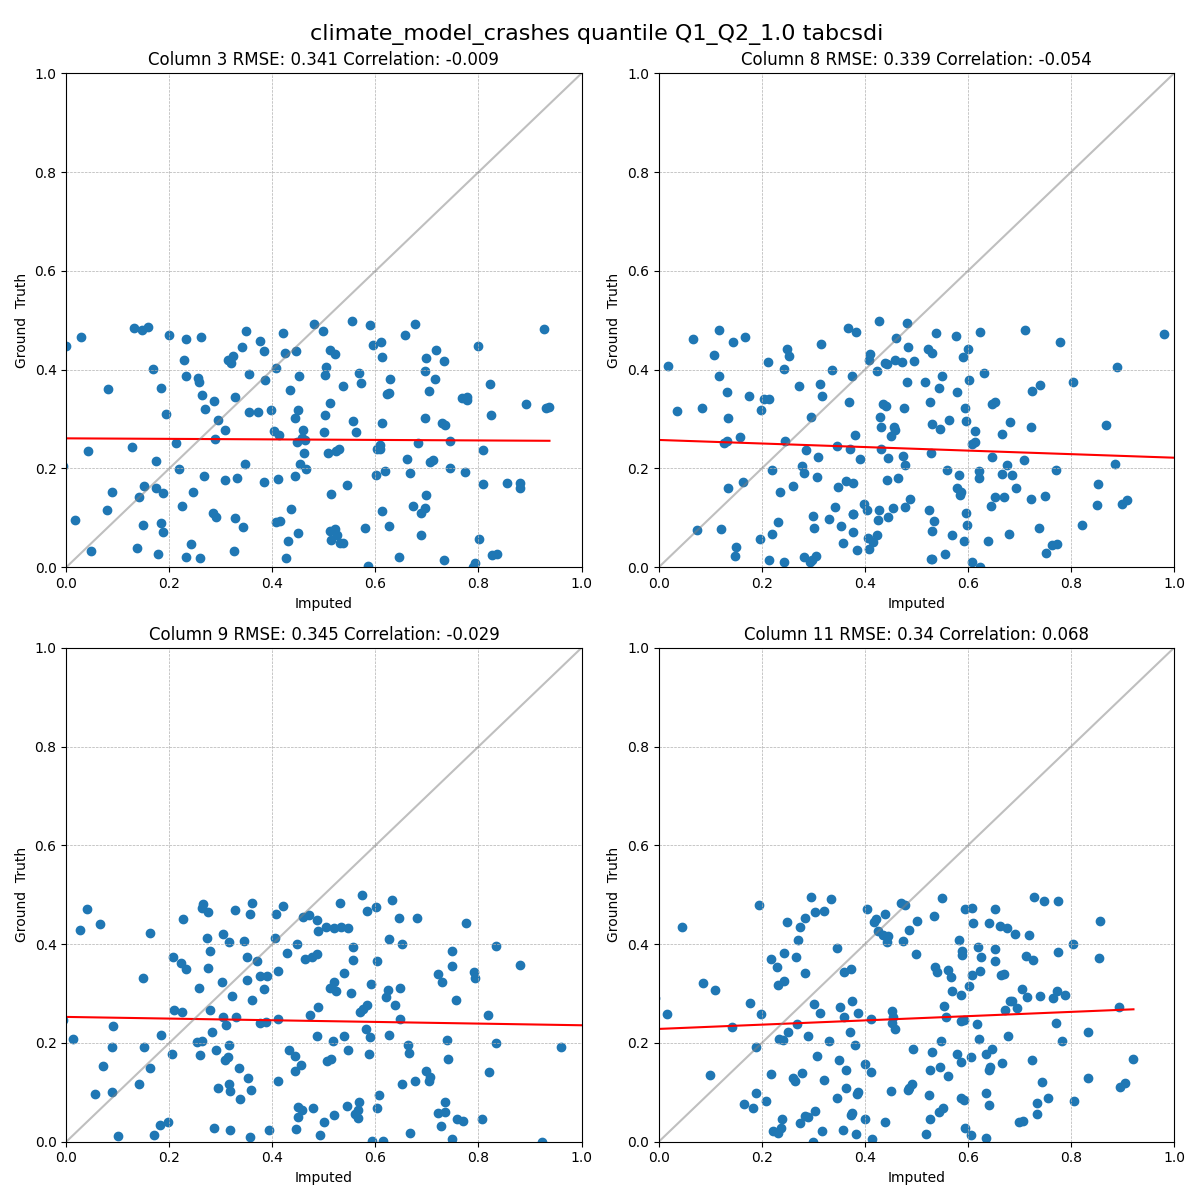 climate_model_crashes quantile Q1_Q2_1.0 tabcsdi
Column 3 RMSE: 0.341 Correlation: -0.009
Column 8 RMSE: 0.339 Correlation: -0.054
1.0
0.8
0.6
0.4
0.2
0.0
Ground Truth
0.0 0.2 0.4 0.6 0.8 1.0
Imputed
1.0
0.8
0.6
0.4
0.2
0.0
Ground Truth
0.0 0.2 0.4 0.6 0.8 1.0
Imputed
Column 9 RMSE: 0.345 Correlation: -0.029
Column 11 RMSE: 0.34 Correlation: 0.068
1.0
0.8
0.6
0.4
0.2
0.0
Ground Truth
0.0 0.2 0.4 0.6 0.8 1.0
Imputed
1.0
0.8
0.6
0.4
0.2
0.0
Ground Truth
0.0 0.2 0.4 0.6 0.8 1.0
Imputed